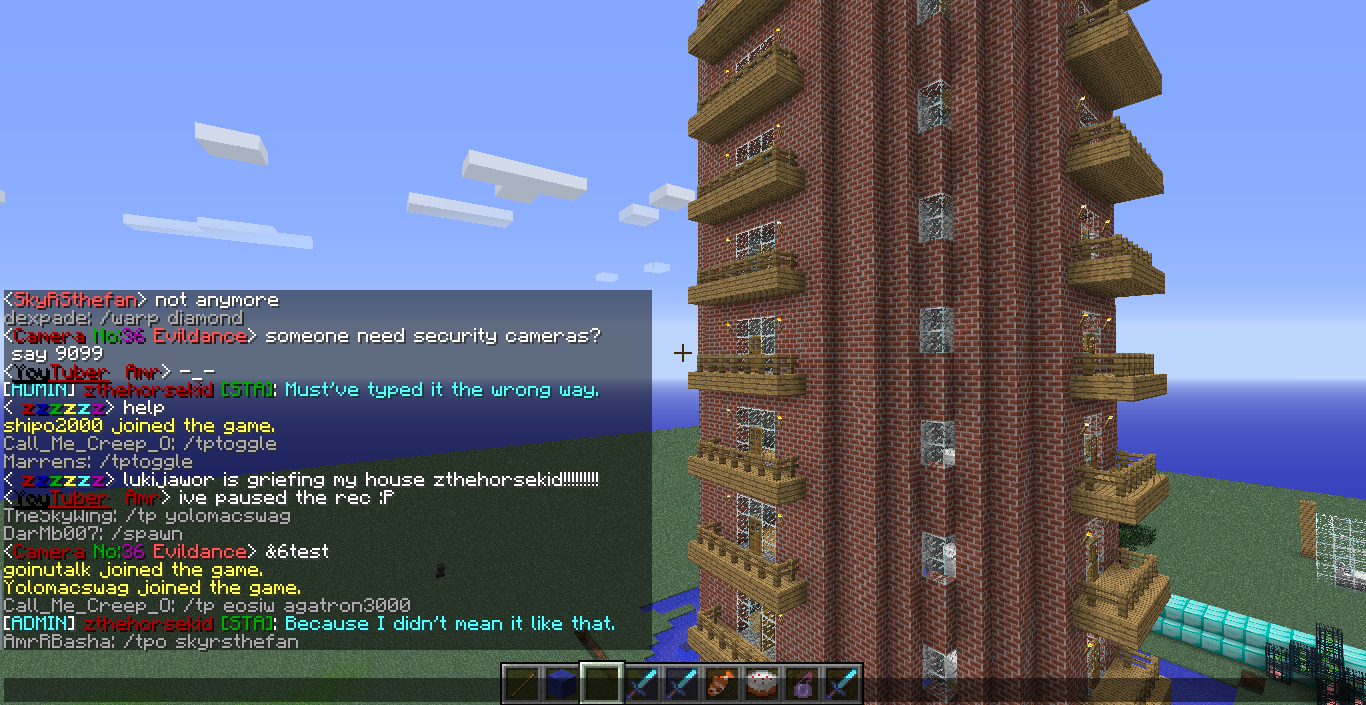 <SkyRSthefan> not anymore
dexpade: /warp diamond
<Camera No:36 Evildance> someone need security cameras?
say 9099
<YouTuber Amr> -_-
[ADMIN] zthehorsekid [STA]: Must've typed it the wrong way.
< zzzzzz> help
shipo2000 joined the game.
Call_Me_Creep_O: /tptoggle
Marrens: /tptoggle
< zzzzzz> lukijawor is griefing my house zthehorsekid!!!!!!!!!
<YouTuber Amr> ive paused the rec :P
TheSkyWing: /tp yolomacswag
DarMb007: /spawn
<Camera No:36 Evildance> &6test
goinutalk joined the game.
Yolomacswag joined the game.
Call_Me_Creep_O: /tp eosiw agatron3000
[ADMIN] zthehorsekid [STA]: Because I didn't mean it like that.
AmrRBasha: /tpo skyrsthefan